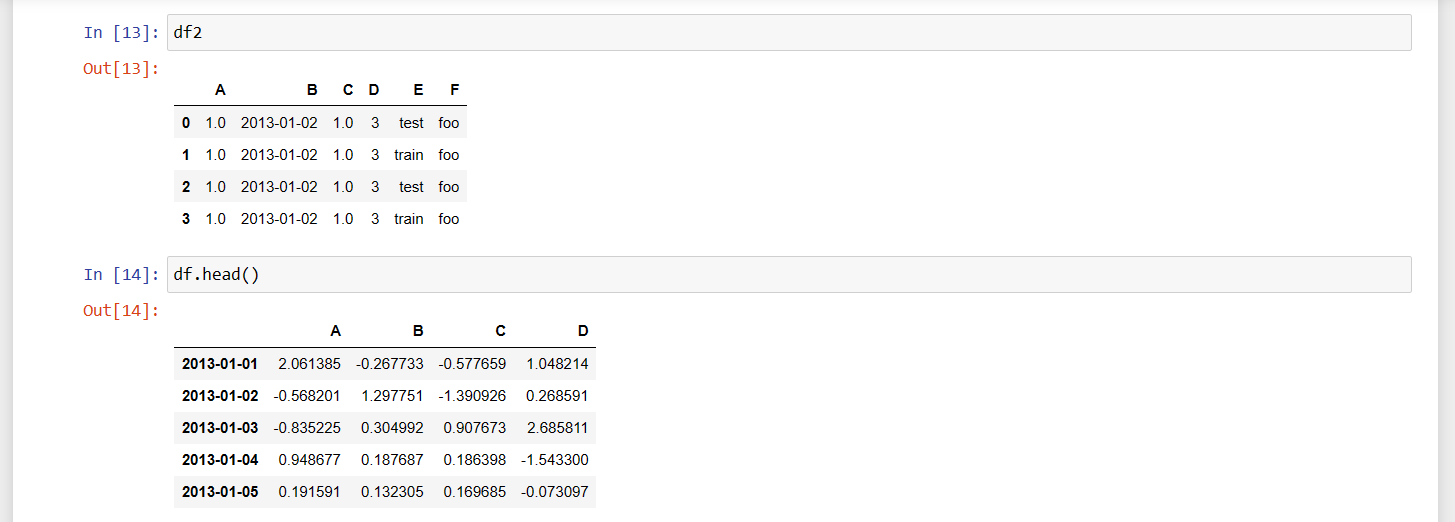 In [13]: df2
Out[13]:
A B C D E F
0 1.0 2013-01-02 1.0 3 test foo
1 1.0 2013-01-02 1.0 3 train foo
2 1.0 2013-01-02 1.0 3 test foo
3 1.0 2013-01-02 1.0 3 train foo
In [14]: df.head()
Out[14]:
A B C D
2013-01-01 2.061385 -0.267733 -0.577659 1.048214
2013-01-02 -0.568201 1.297751 -1.390926 0.268591
2013-01-03 -0.835225 0.304992 0.907673 2.685811
2013-01-04 0.948677 0.187687 0.186398 -1.543300
2013-01-05 0.191591 0.132305 0.169685 -0.073097